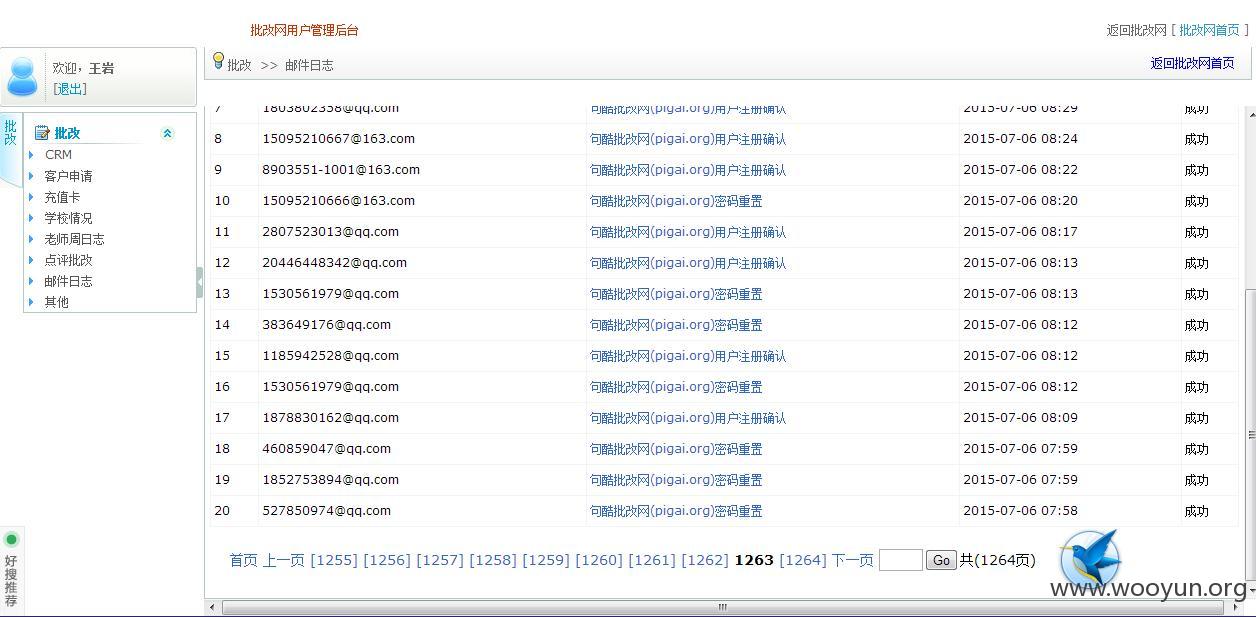 批改网用户管理后台
返回批改网 [ 批改网首页 ]
欢迎，王岩
[退出]
批改 >> 邮件日志
返回批改网首页
批改
批改
CRM
客户申请
充值卡
学校情况
老师周日志
点评批改
邮件日志
其他
7 1803802358@qq.com 句酷批改网(pigai.org)用户注册确认 2015-07-06 08:29 成功
8 15095210667@163.com 句酷批改网(pigai.org)用户注册确认 2015-07-06 08:24 成功
9 8903551-1001@163.com 句酷批改网(pigai.org)用户注册确认 2015-07-06 08:22 成功
10 15095210666@163.com 句酷批改网(pigai.org)密码重置 2015-07-06 08:20 成功
11 2807523013@qq.com 句酷批改网(pigai.org)用户注册确认 2015-07-06 08:17 成功
12 20446448342@qq.com 句酷批改网(pigai.org)用户注册确认 2015-07-06 08:13 成功
13 1530561979@qq.com 句酷批改网(pigai.org)密码重置 2015-07-06 08:13 成功
14 383649176@qq.com 句酷批改网(pigai.org)密码重置 2015-07-06 08:12 成功
15 1185942528@qq.com 句酷批改网(pigai.org)用户注册确认 2015-07-06 08:12 成功
16 1530561979@qq.com 句酷批改网(pigai.org)密码重置 2015-07-06 08:12 成功
17 1878830162@qq.com 句酷批改网(pigai.org)用户注册确认 2015-07-06 08:09 成功
18 460859047@qq.com 句酷批改网(pigai.org)密码重置 2015-07-06 07:59 成功
19 1852753894@qq.com 句酷批改网(pigai.org)密码重置 2015-07-06 07:59 成功
20 527850974@qq.com 句酷批改网(pigai.org)密码重置 2015-07-06 07:58 成功
首页 上一页 [1255] [1256] [1257] [1258] [1259] [1260] [1261] [1262] 1263 [1264] 下一页 Go 共(1264页)
好搜推荐
www.wooyun.org